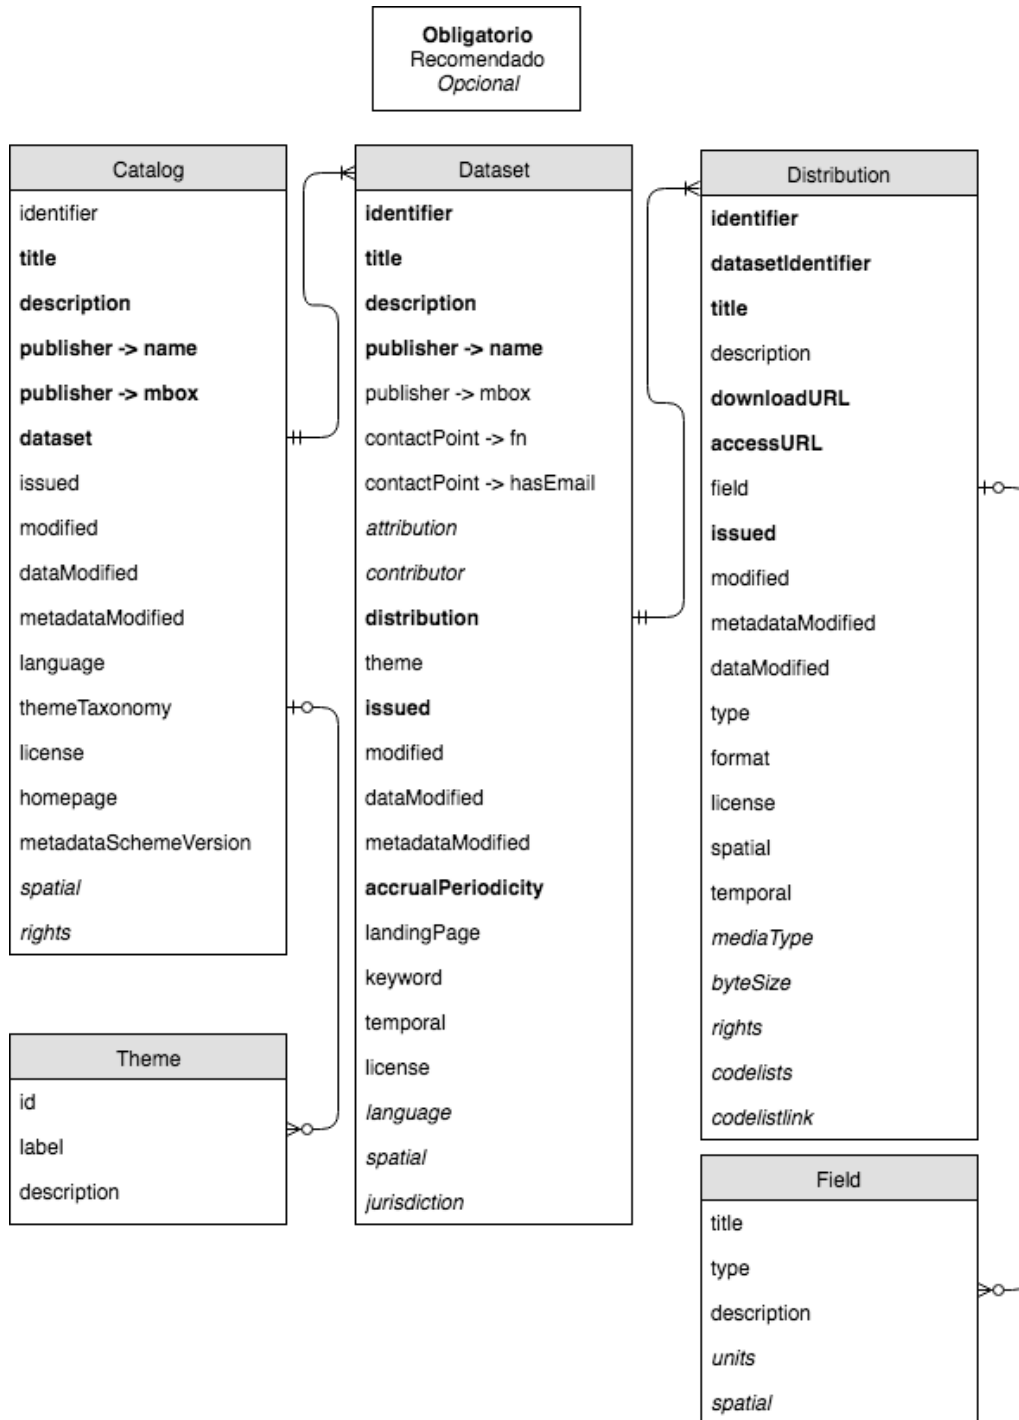 Obligatorio
Recomendado
Opcional
Catalog
identifier
title
description
publisher -> name
publisher -> mbox
dataset
issued
modified
dataModified
metadataModified
language
themeTaxonomy
license
homepage
metadataSchemeVersion
spatial
rights
Theme
id
label
description
Dataset
identifier
title
description
publisher -> name
publisher -> mbox
contactPoint -> fn
contactPoint -> hasEmail
attribution
contributor
distribution
theme
issued
modified
dataModified
metadataModified
accrualPeriodicity
landingPage
keyword
temporal
license
language
spatial
jurisdiction
Distribution
identifier
datasetIdentifier
title
description
downloadURL
accessURL
field
issued
modified
metadataModified
dataModified
type
format
license
spatial
temporal
mediaType
byteSize
rights
codelists
codelistlink
Field
title
type
description
units
spatial